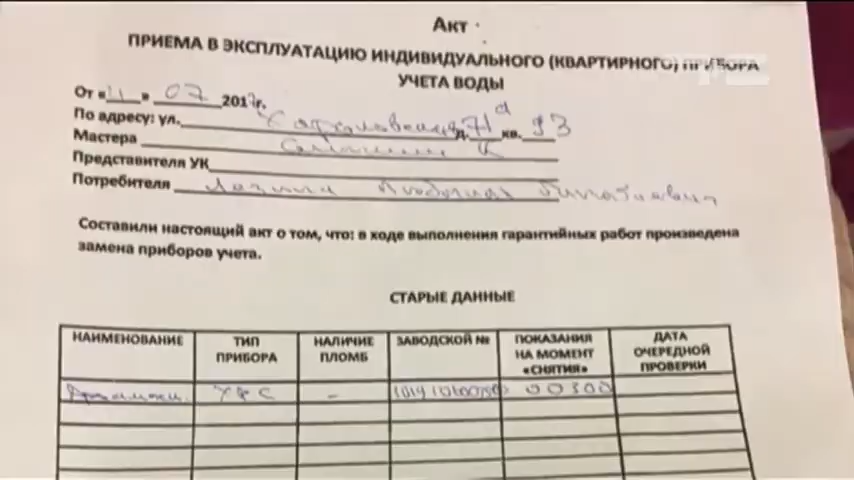 Акт
ПРИЕМА В ЭКСПЛУАТАЦИЮ ИНДИВИДУАЛЬНОГО (КВАРТИРНОГО) ПРИБОРА
УЧЕТА ВОДЫ
От «11» 07 2017г.
По адресу: ул. д. 71а кв. 93
Мастера
Представителя УК
Потребителя
Составили настоящий акт о том, что: в ходе выполнения гарантийных работ произведена
замена приборов учета.
СТАРЫЕ ДАННЫЕ
НАИМЕНОВАНИЕ ТИП ПРИБОРА НАЛИЧИЕ ПЛОМБ ЗАВОДСКОЙ № ПОКАЗАНИЯ НА МОМЕНТ «СНЯТИЯ» ДАТА ОЧЕРЕДНОЙ ПРОВЕРКИ
- 00300